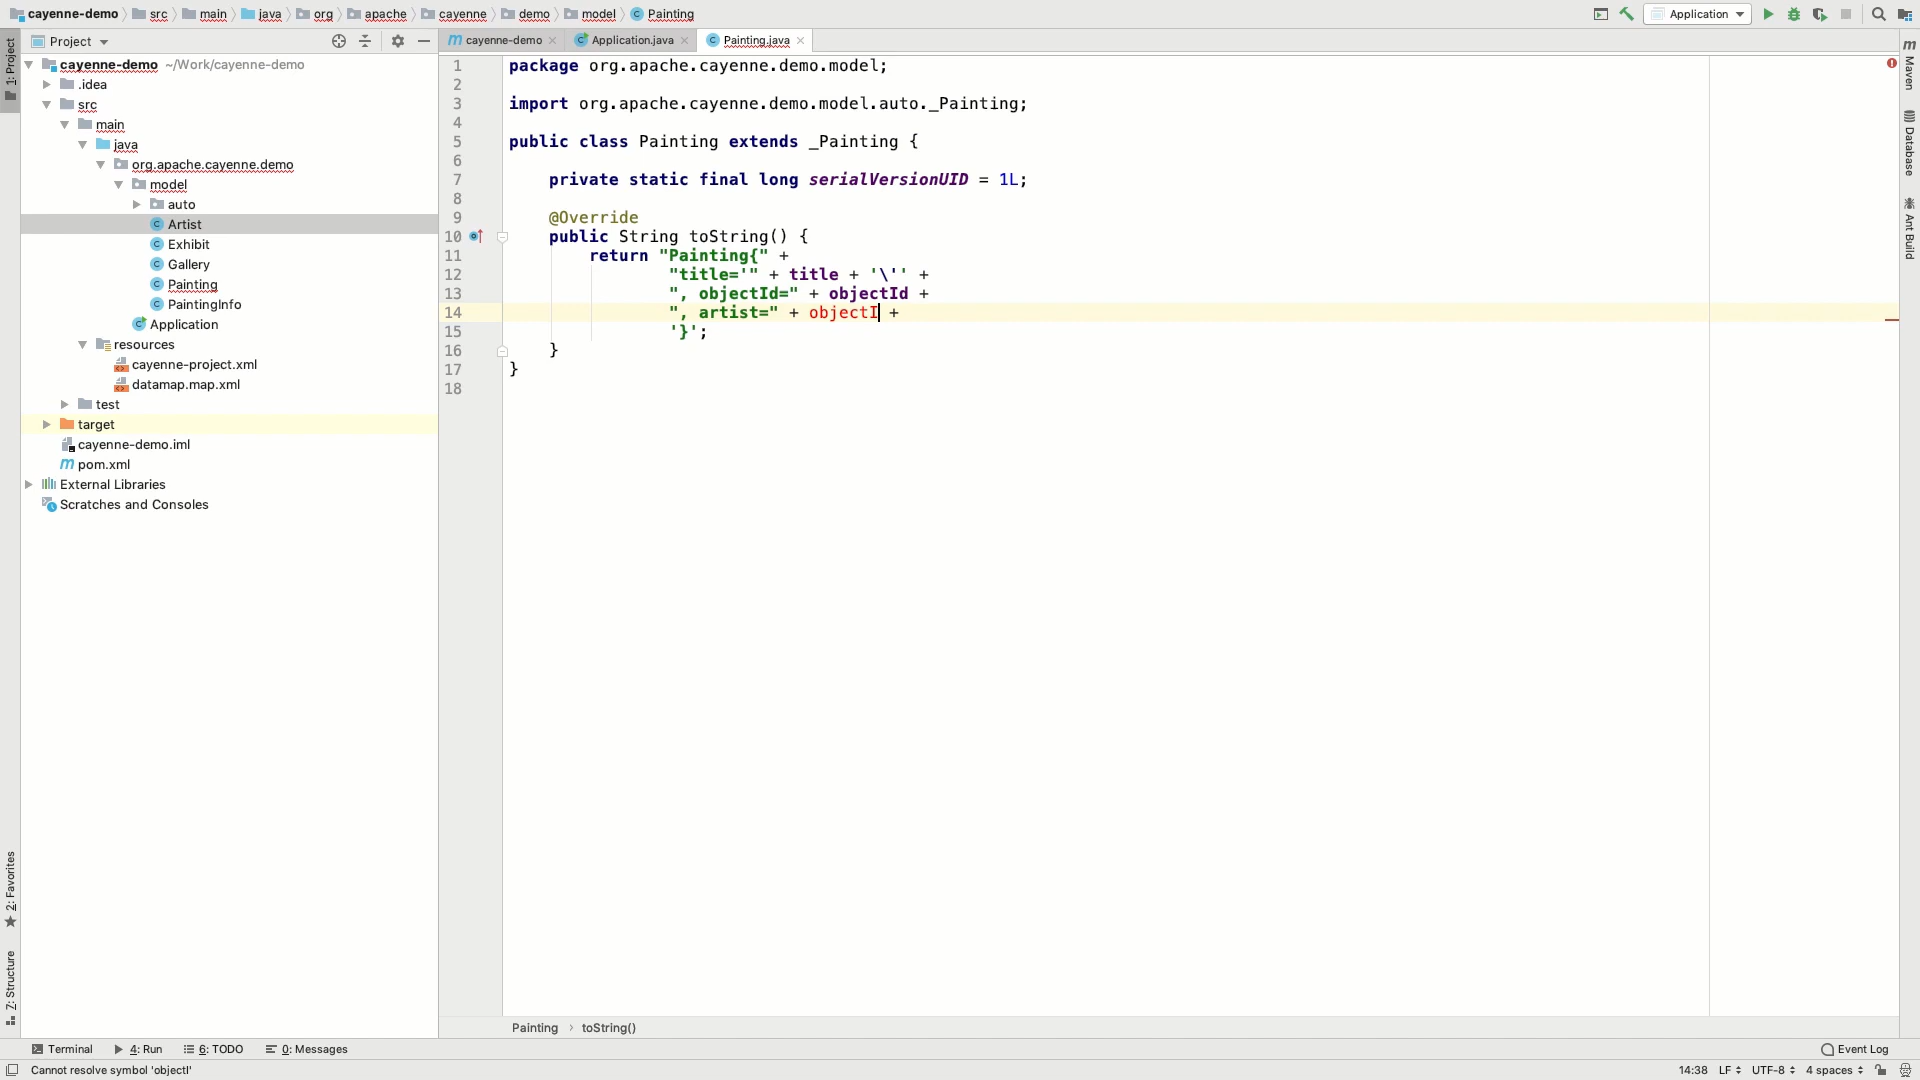 cayenne-demo src main java org apache cayenne demo model Painting
Application
Project
cayenne-demo
Application.java
Painting.java
1: Project
2: Favorites
7: Structure
cayenne-demo ~/Work/cayenne-demo
.idea
src
main
java
org.apache.cayenne.demo
model
auto
Artist
Exhibit
Gallery
Painting
PaintingInfo
Application
resources
cayenne-project.xml
datamap.map.xml
test
target
cayenne-demo.iml
pom.xml
External Libraries
Scratches and Consoles
1 package org.apache.cayenne.demo.model;
2
3 import org.apache.cayenne.demo.model.auto._Painting;
4
5 public class Painting extends _Painting {
6
7 private static final long serialVersionUID = 1L;
8
9 @Override
10 public String toString() {
11 return "Painting{" +
12 "title='" + title + '\'' +
13 ", objectId=" + objectId +
14 ", artist=" + objectI +
15 '}';
16 }
17 }
18
Maven
Database
Ant Build
Painting toString()
Terminal
4: Run
6: TODO
0: Messages
Event Log
Cannot resolve symbol 'objectI'
14:38 LF UTF-8 4 spaces